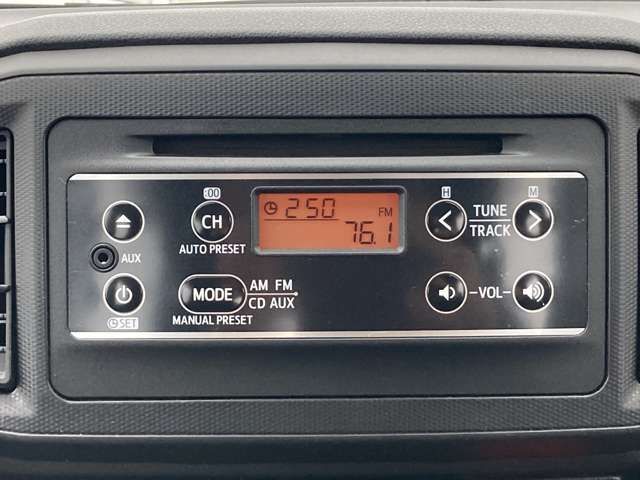 :00
H
M
2 50
FM
76.1
CH
AUTO PRESET
TUNE
TRACK
AUX
MODE
AM FM
CD AUX
MANUAL PRESET
-VOL-
SET